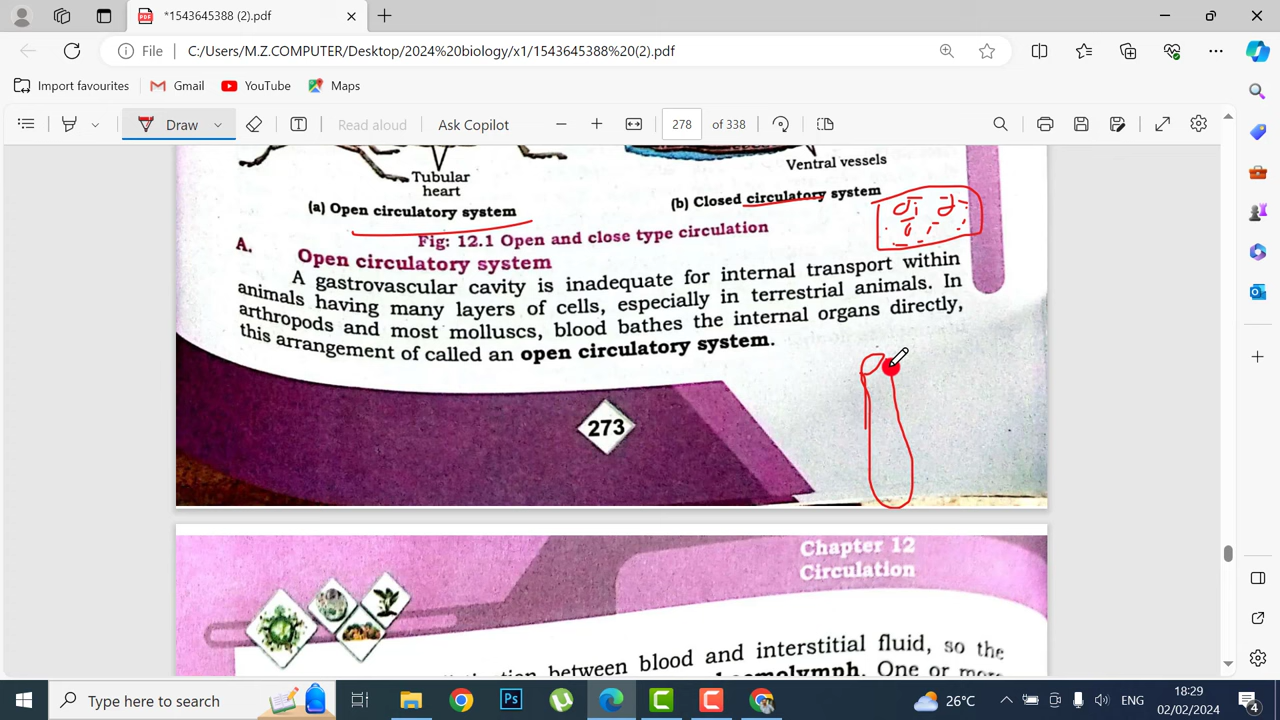 *1543645388 (2).pdf
File
C:/Users/M.Z.COMPUTER/Desktop/2024%20biology/x1/1543645388%20(2).pdf
Import favourites
Gmail
YouTube
Maps
Draw
Read aloud
Ask Copilot
278
of 338
Tubular
heart
Ventral vessels
(a) Open circulatory system
(b) Closed circulatory system
Fig: 12.1 Open and close type circulation
A.
Open circulatory system
A gastrovascular cavity is inadequate for internal transport within
animals having many layers of cells, especially in terrestrial animals. In
arthropods and most molluscs, blood bathes the internal organs directly,
this arrangement of called an open circulatory system.
273
Chapter 12
Circulation
between blood and interstitial fluid, so the
One or more
Type here to search
Ps
26°C
ENG
18:29
02/02/2024
4